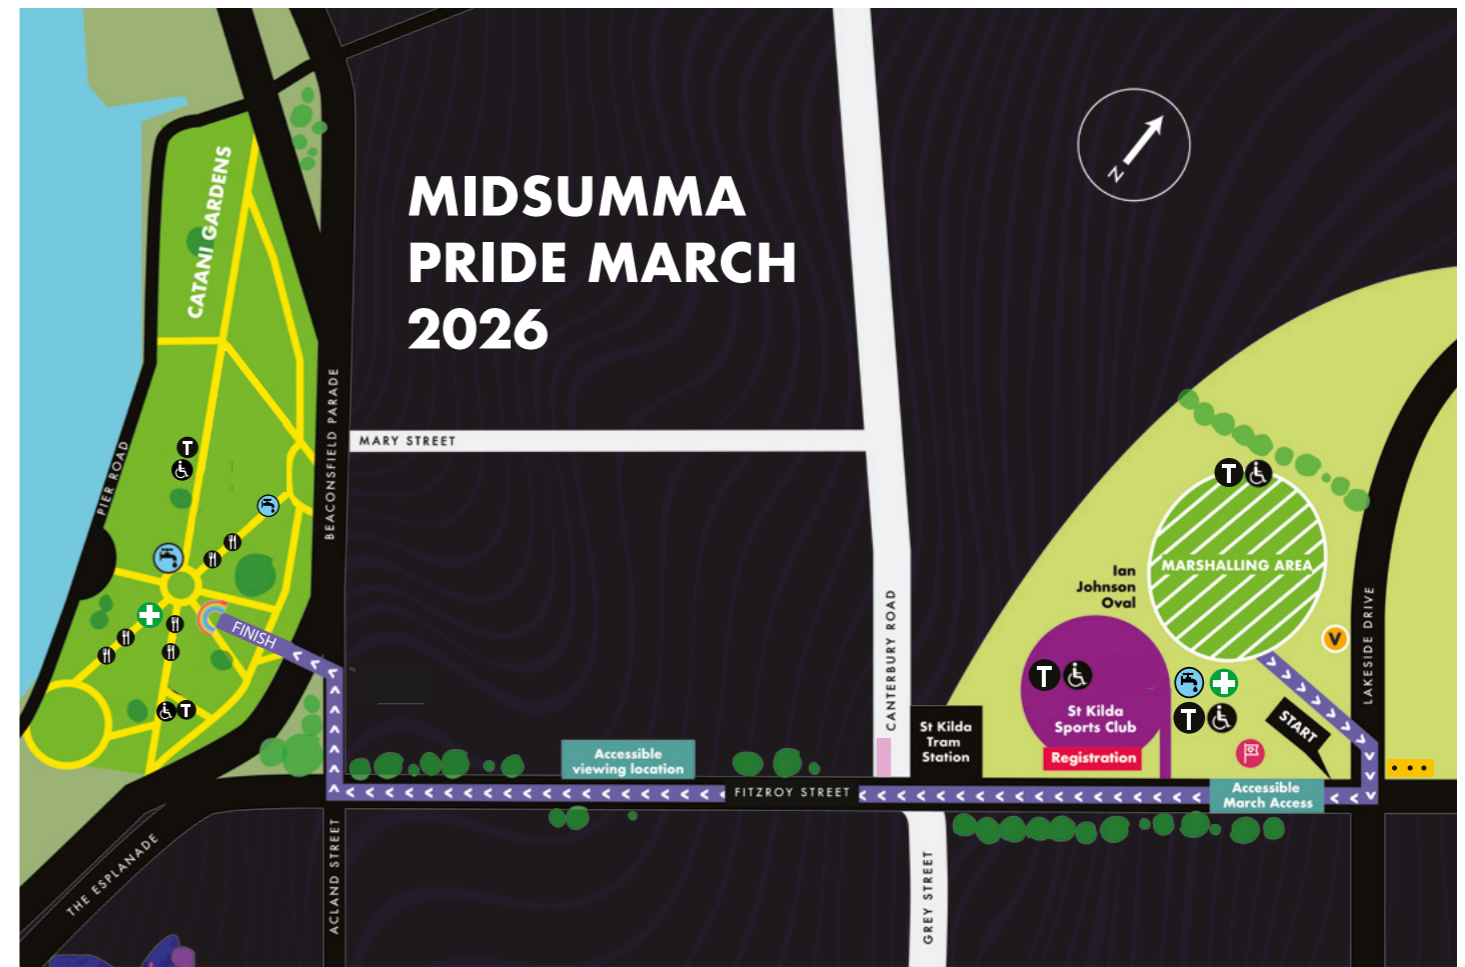 MIDSUMMA
PRIDE MARCH
2026
N
CATANI GARDENS
PIER ROAD
BEACONSFIELD PARADE
MARY STREET
T
T
FINISH
CANTERBURY ROAD
Ian
Johnson
Oval
T
MARSHALLING AREA
V
LAKESIDE DRIVE
T
St Kilda
Sports Club
Registration
T
START
St Kilda
Tram
Station
Accessible
viewing location
FITZROY STREET
Accessible
March Access
THE ESPLANADE
ACLAND STREET
GREY STREET